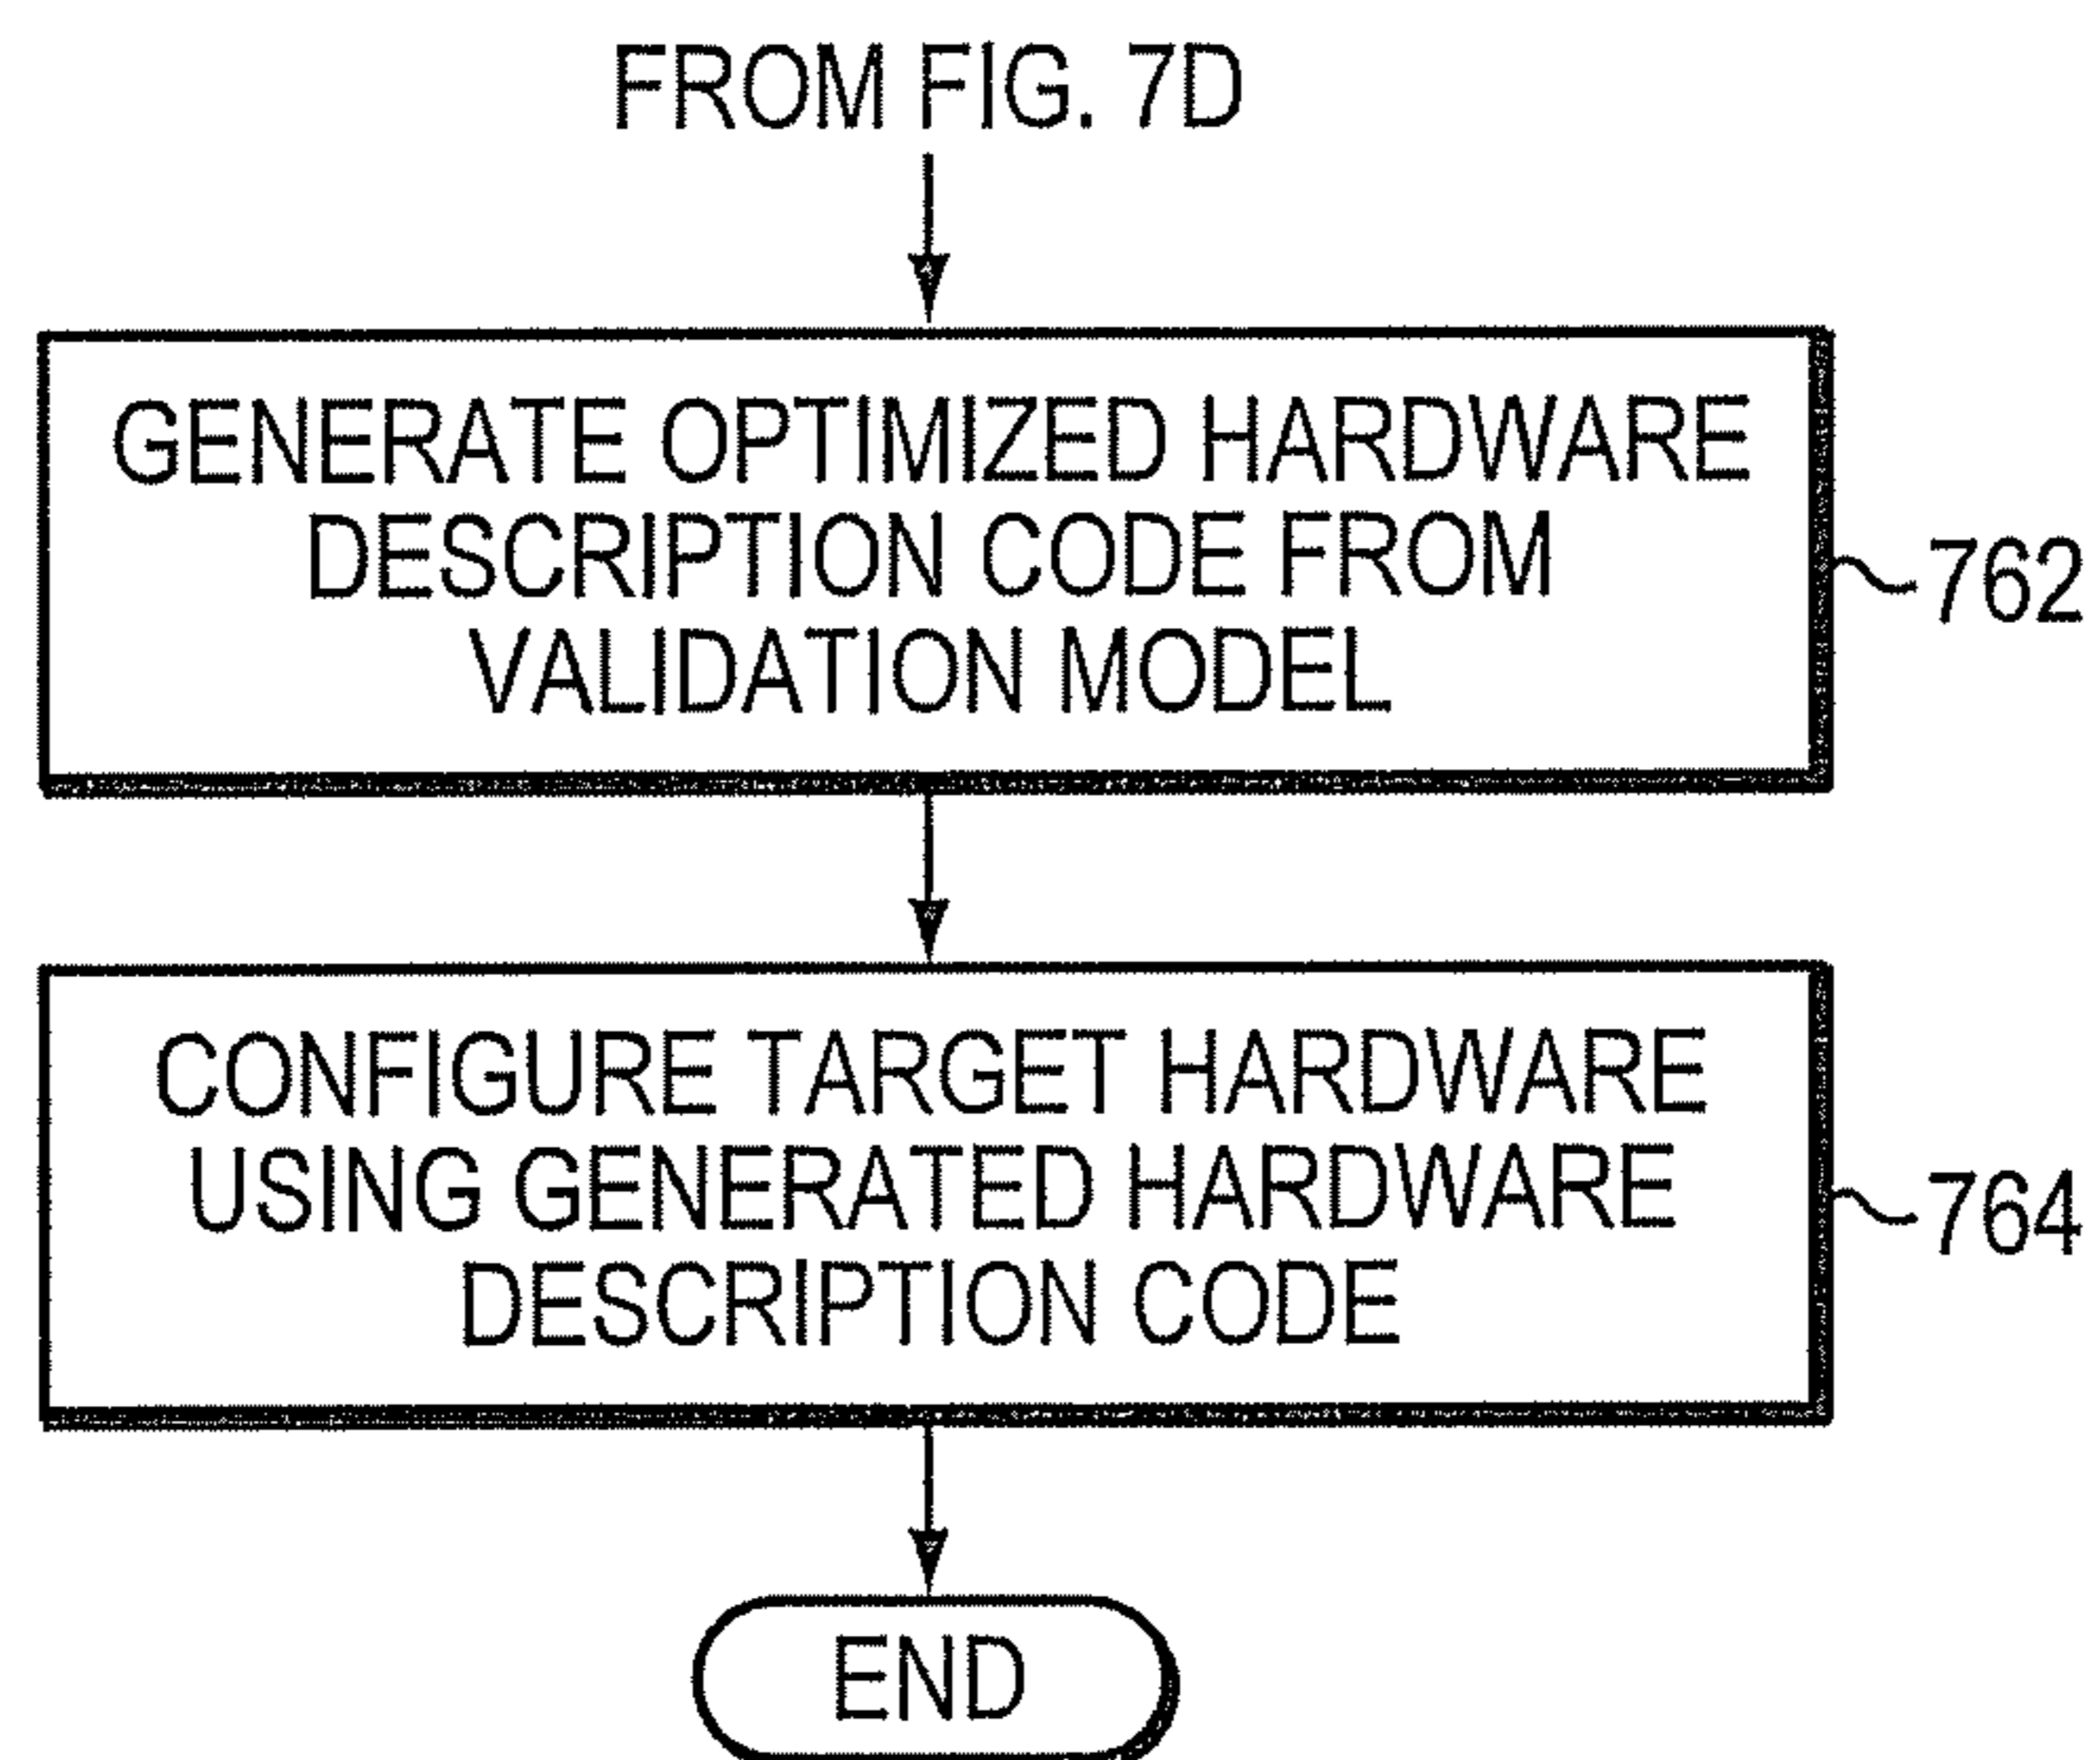 FROM FIG. 7D
GENERATE OPTIMIZED HARDWARE
DESCRIPTION CODE FROM
VALIDATION MODEL
762
CONFIGURE TARGET HARDWARE
USING GENERATED HARDWARE
DESCRIPTION CODE
764
END